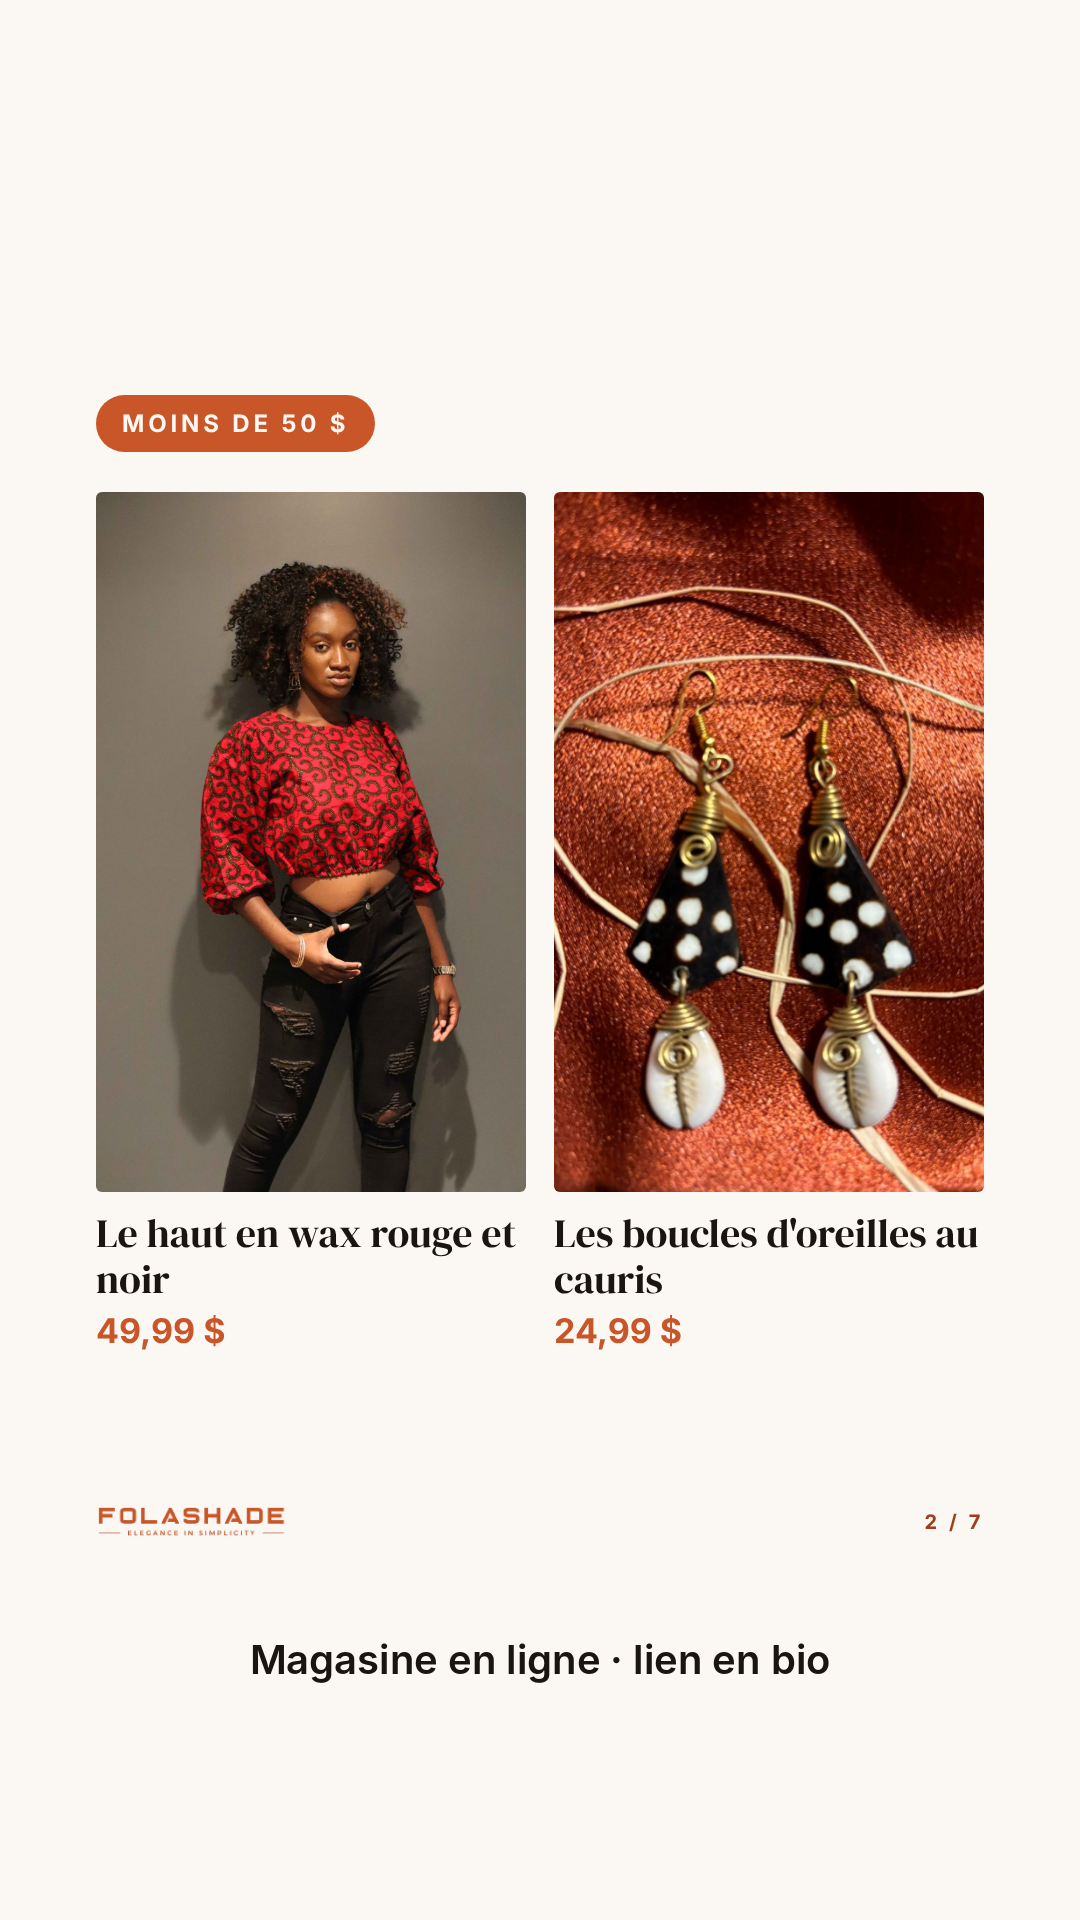 MOINS DE 50 $
Le haut en wax rouge et
noir
49,99 $
Les boucles d'oreilles au
cauris
24,99 $
FOLASHADE
ELEGANCE IN SIMPLICITY
2 / 7
Magasine en ligne · lien en bio